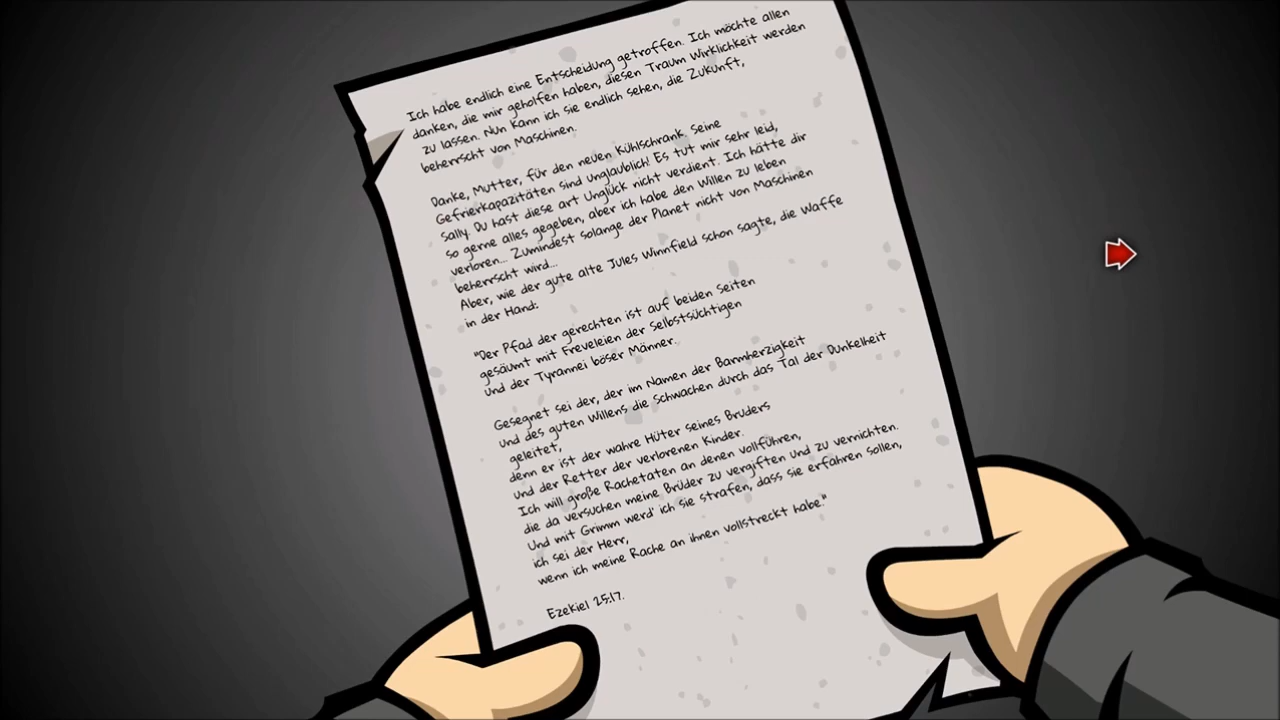 Ich habe endlich eine Entscheidung getroffen. Ich möchte allen
danken, die mir geholfen haben, diesen Traum Wirklichkeit werden
zu lassen. Nun kann ich sie endlich sehen, die Zukunft,
beherrscht von Maschinen.
Danke, Mutter, für den neuen Kühlschrank. Seine
Gefrierkapazitäten sind unglaublich! Es tut mir sehr leid,
Sally. Du hast diese art Unglück nicht verdient. Ich hätte dir
so gerne alles gegeben, aber ich habe den Willen zu leben
verloren... Zumindest solange der Planet nicht von Maschinen
beherrscht wird...
Aber, wie der gute alte Jules Winnfield schon sagte, die Waffe
in der Hand:
"Der Pfad der gerechten ist auf beiden Seiten
gesäumt mit Freveleien der Selbstsüchtigen
und der Tyrannei böser Männer.
Gesegnet sei der, der im Namen der Barmherzigkeit
und des guten Willens die Schwachen durch das Tal der Dunkelheit
geleitet,
denn er ist der wahre Hüter seines Bruders
und der Retter der verlorenen Kinder.
Ich will große Rachetaten an denen vollführen,
die da versuchen meine Brüder zu vergiften und zu vernichten.
Und mit Grimm werd' ich sie strafen, dass sie erfahren sollen,
ich sei der Herr,
wenn ich meine Rache an ihnen vollstreckt habe."
Ezekiel 25:17.